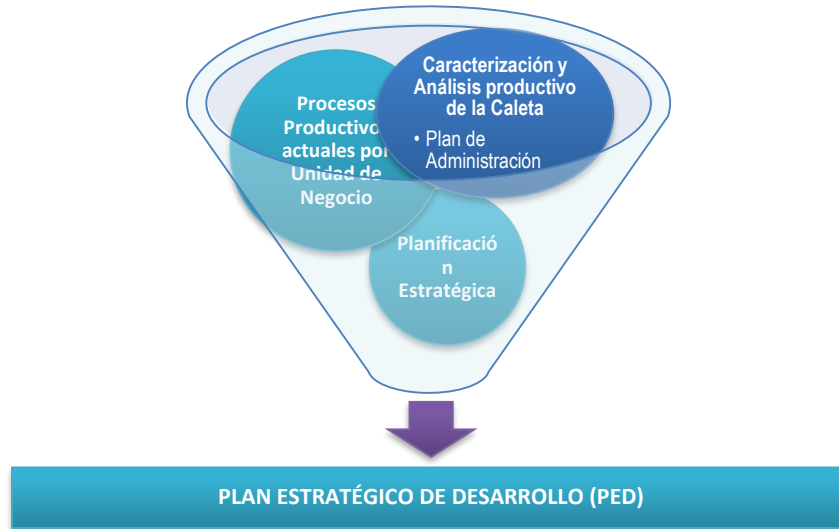 Caracterización y
Análisis productivo
de la Caleta
• Plan de
Administración
Procesos
Productivo
actuales por
Unidad de
Negocio
Planificació
n
Estratégica
PLAN ESTRATÉGICO DE DESARROLLO (PED)